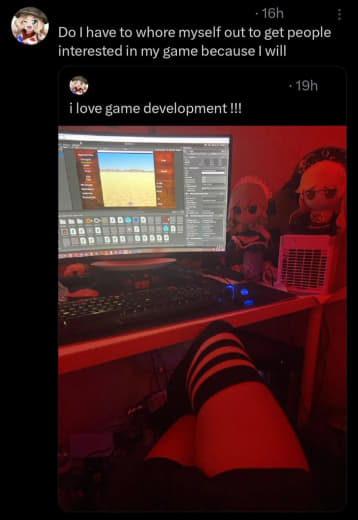 · 16h
Do I have to whore myself out to get people
interested in my game because I will
· 19h
i love game development !!!